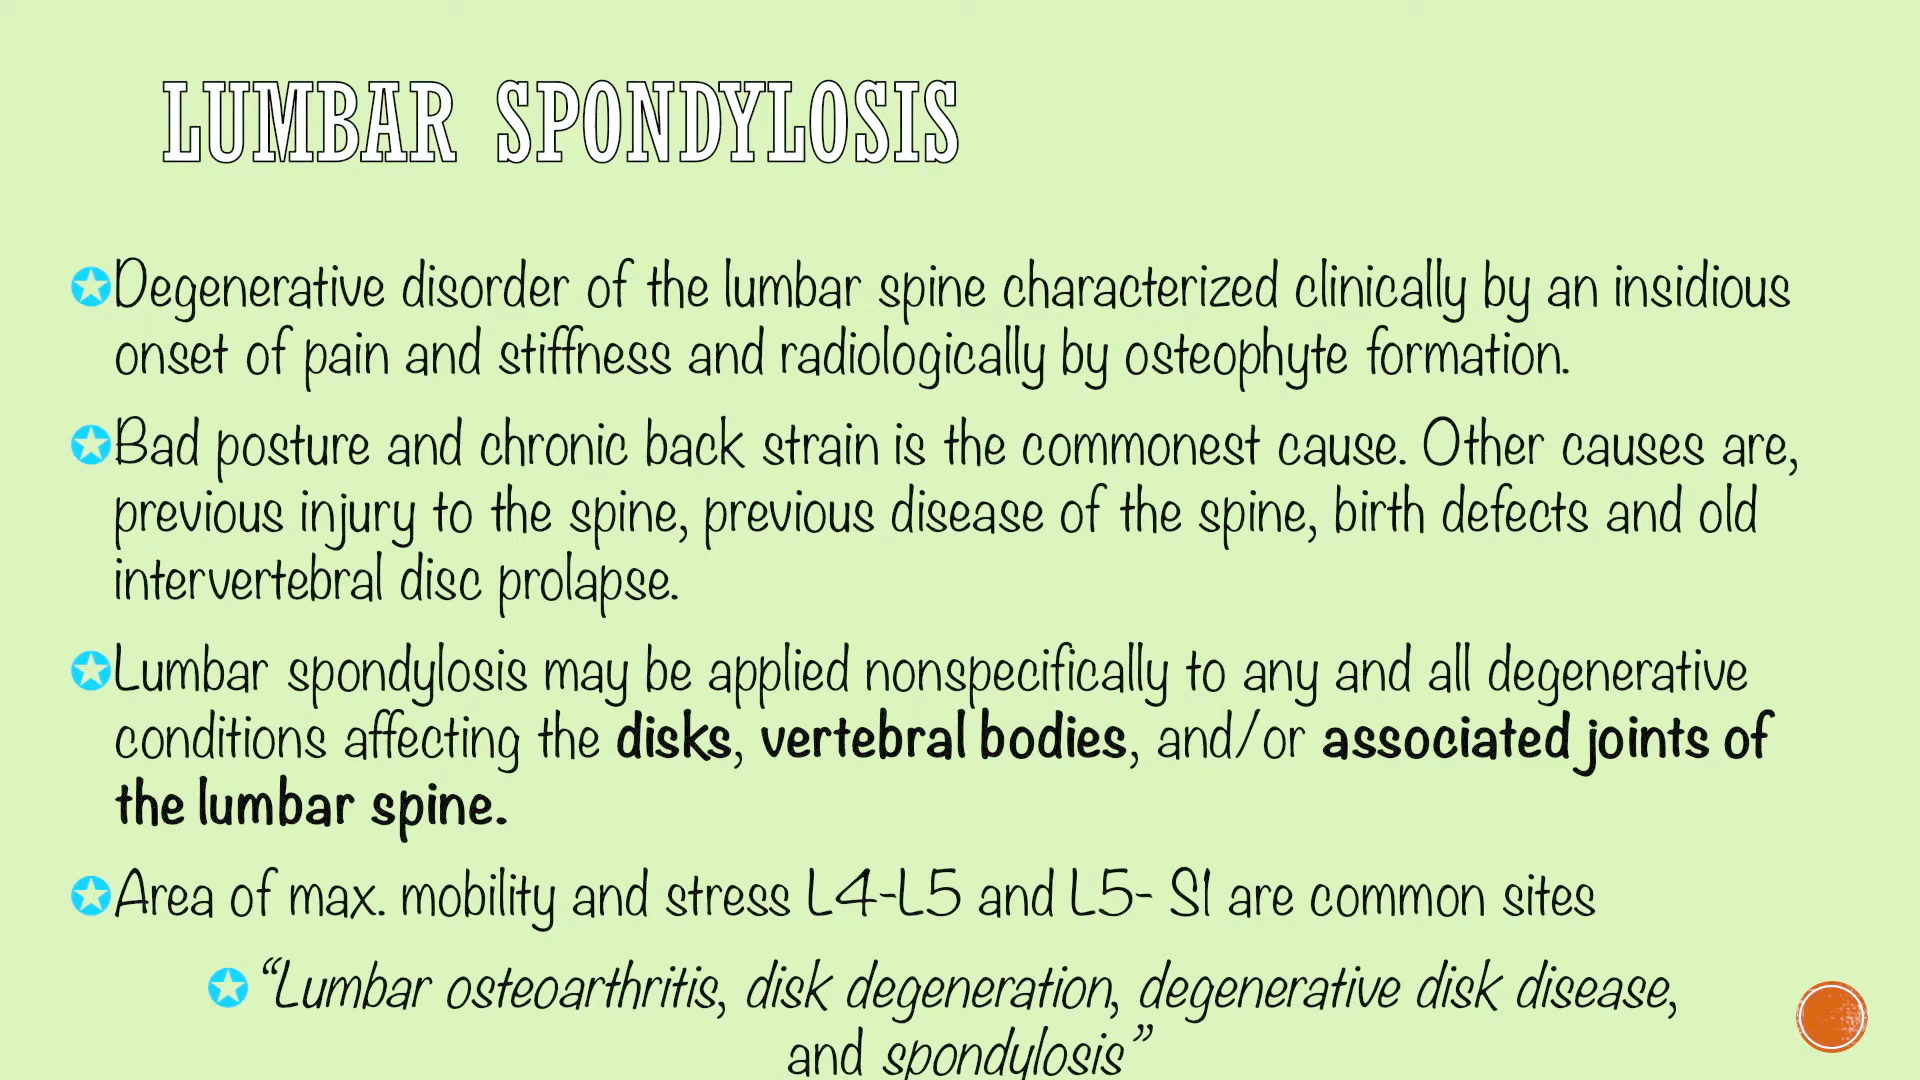 LUMBAR SPONDYLOSIS
Degenerative disorder of the lumbar spine characterized clinically by an insidious
onset of pain and stiffness and radiologically by osteophyte formation.
Bad posture and chronic back strain is the commonest cause. Other causes are,
previous injury to the spine, previous disease of the spine, birth defects and old
intervertebral disc prolapse.
Lumbar spondylosis may be applied nonspecifically to any and all degenerative
conditions affecting the disks, vertebral bodies, and/or associated joints of
the lumbar spine.
Area of max. mobility and stress L4-L5 and L5- S1 are common sites
“Lumbar osteoarthritis, disk degeneration, degenerative disk disease,
and spondylosis”